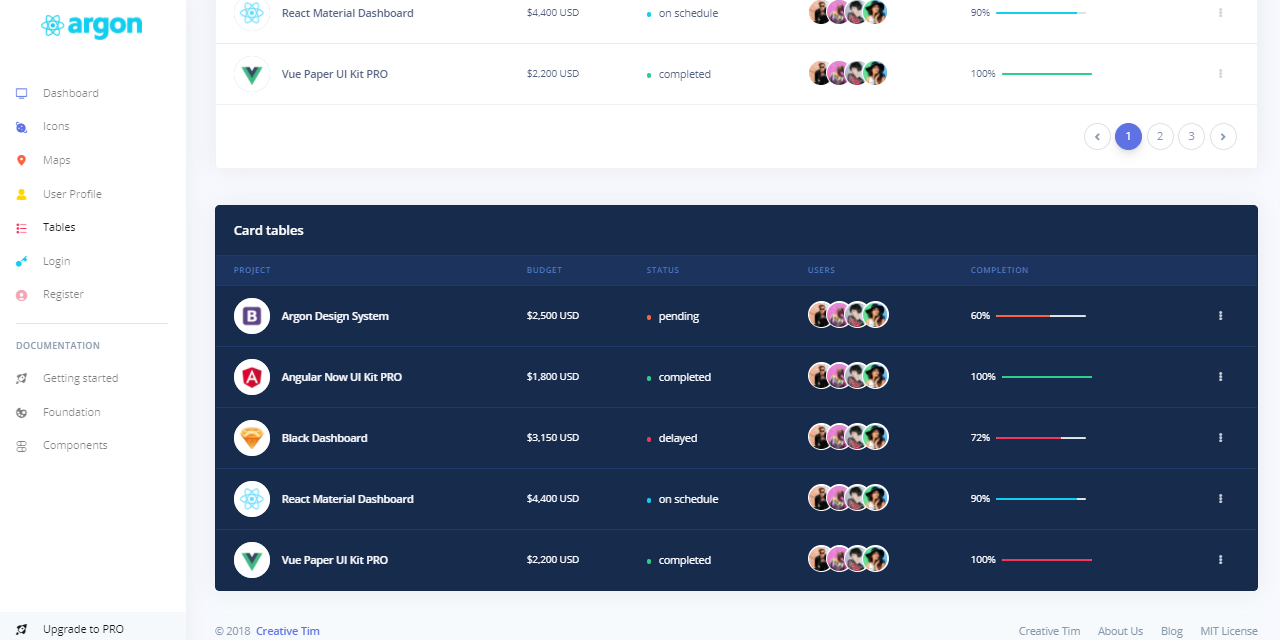 argon
Dashboard
Icons
Maps
User Profile
Tables
Login
Register
DOCUMENTATION
Getting started
Foundation
Components
Upgrade to PRO
React Material Dashboard $4,400 USD on schedule 90%
Vue Paper UI Kit PRO $2,200 USD completed 100%
1 2 3
Card tables
PROJECT BUDGET STATUS USERS COMPLETION
B Argon Design System $2,500 USD pending 60%
A Angular Now UI Kit PRO $1,800 USD completed 100%
Black Dashboard $3,150 USD delayed 72%
React Material Dashboard $4,400 USD on schedule 90%
Vue Paper UI Kit PRO $2,200 USD completed 100%
© 2018 Creative Tim Creative Tim About Us Blog MIT License